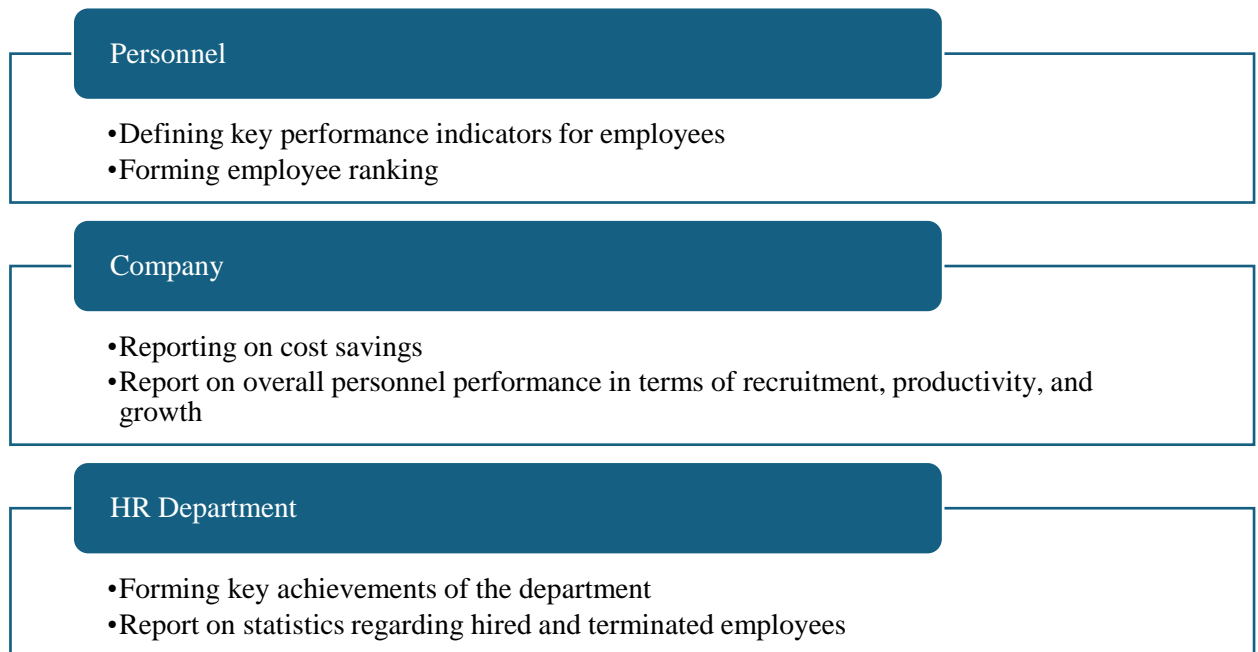 Personnel
•Defining key performance indicators for employees
•Forming employee ranking
Company
•Reporting on cost savings
•Report on overall personnel performance in terms of recruitment, productivity, and
growth
HR Department
•Forming key achievements of the department
•Report on statistics regarding hired and terminated employees